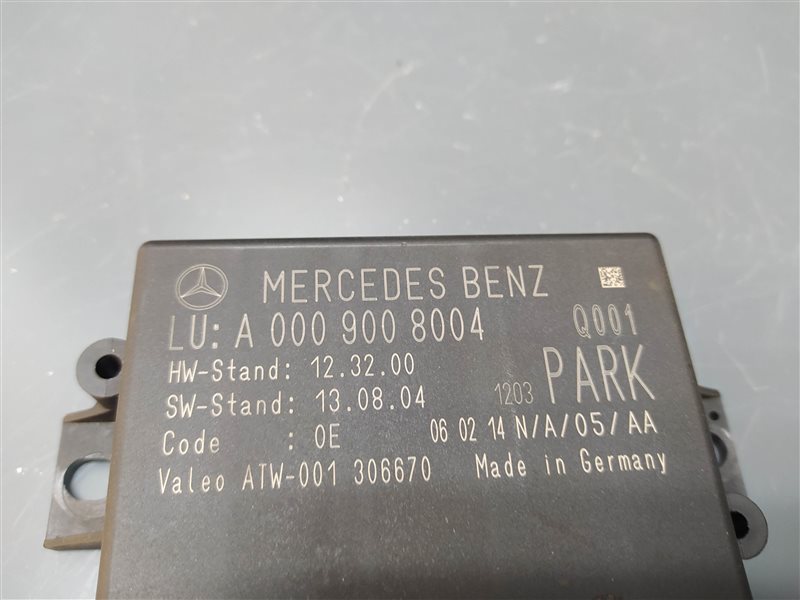 MERCEDES BENZ
LU: A 000 900 8004 Q001
HW-Stand: 12.32.00
SW-Stand: 13.08.04 1203 PARK
Code : 0E 06 02 14 N/A/05/AA
Valeo ATW-001 306670 Made in Germany